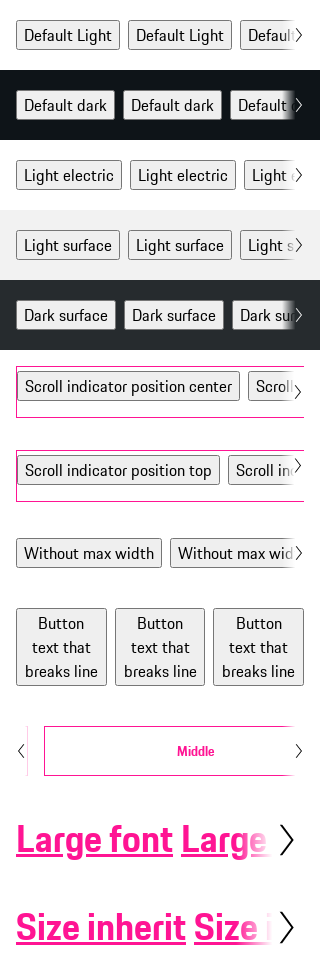 Default Light Default Light Default
Default dark Default dark Default
Light electric Light electric Light
Light surface Light surface Light s
Dark surface Dark surface Dark sur
Scroll indicator position center Scroll
Scroll indicator position top Scroll ind
Without max width Without max wid
Button Button Button
text that text that text that
breaks line breaks line breaks line
Middle
Large font Large
Size inherit Size i